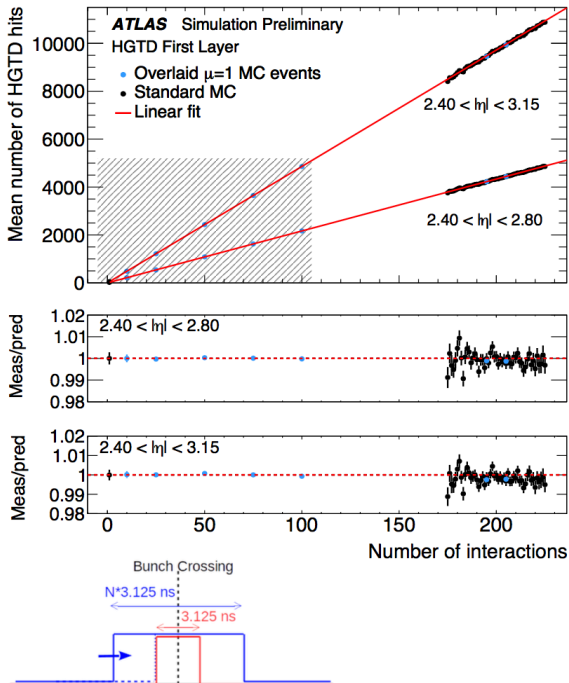 ATLAS Simulation Preliminary
HGTD First Layer
Overlaid μ=1 MC events
Standard MC
Linear fit
Mean number of HGTD hits
10000
8000
6000
4000
2000
0
2.40 < |η| < 3.15
2.40 < |η| < 2.80
Meas/pred
1.02
1.01
1
0.99
0.98
2.40 < |η| < 2.80
Meas/pred
1.02
1.01
1
0.99
0.98
2.40 < |η| < 3.15
0 50 100 150 200
Number of interactions
Bunch Crossing
N*3.125 ns
3.125 ns